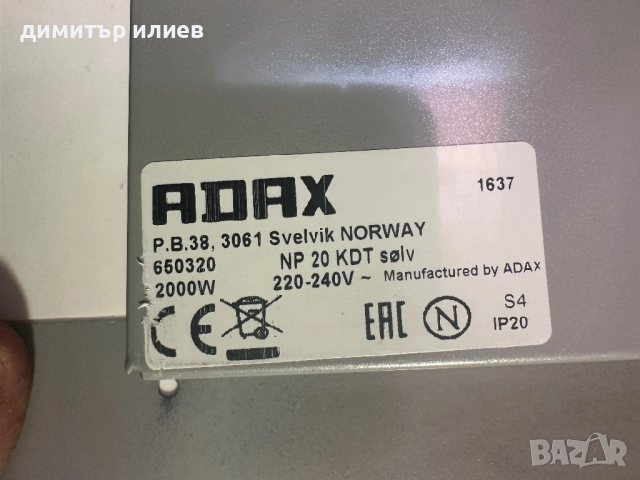 димитър илиев
ADAX
1637
P.B.38, 3061 Svelvik NORWAY
650320 NP 20 KDT sølv
2000W 220-240V ~ Manufactured by ADAX
CE EAC N S4
IP20
BAZAR